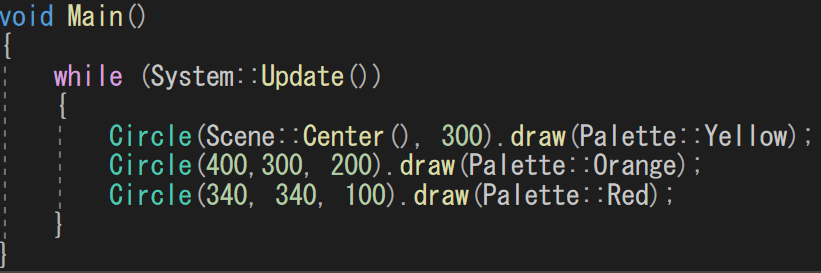 void Main()
{
    while (System::Update())
    {
        Circle(Scene::Center(), 300).draw(Palette::Yellow);
        Circle(400,300, 200).draw(Palette::Orange);
        Circle(340, 340, 100).draw(Palette::Red);
    }
}